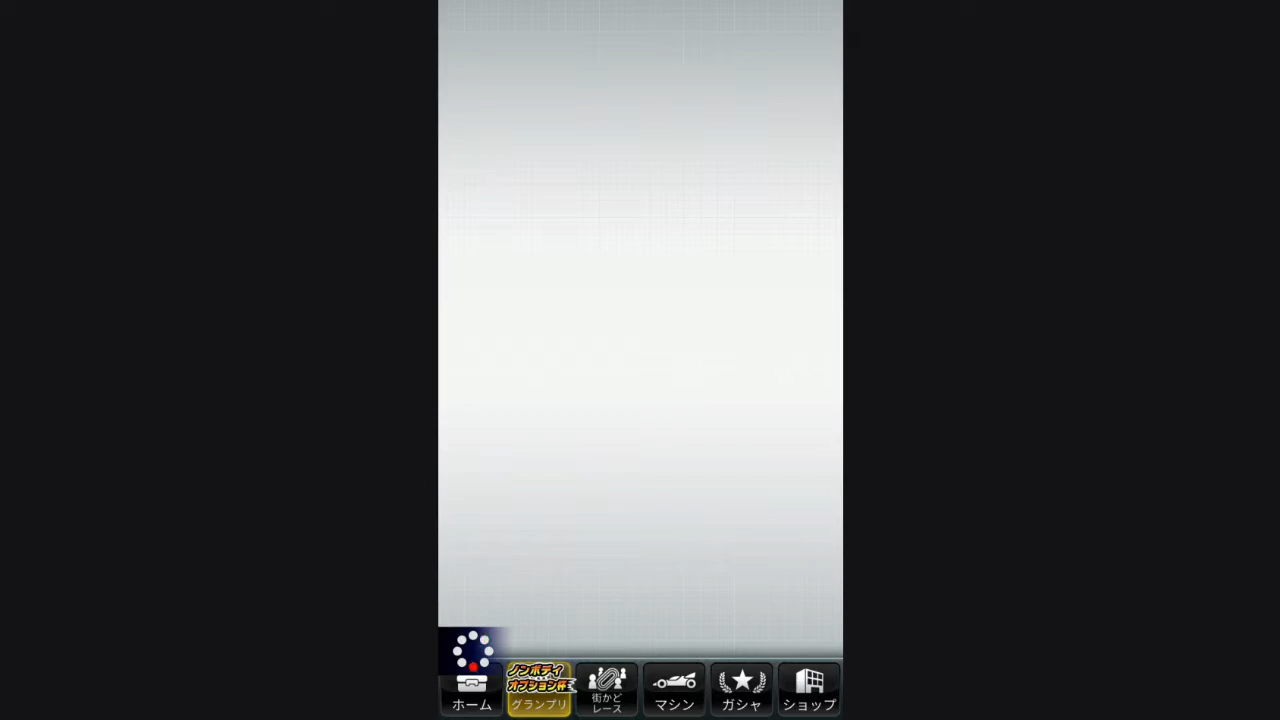 ホーム
ノンボディ
オプション杯
グランプリ
街かど
レース
マシン
ガシャ
ショップ